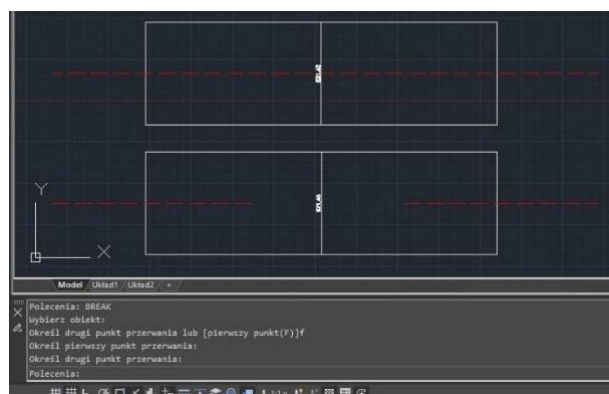 Y
X
Model Układ1 Układ2 +
Polecenia: BREAK
Wybierz obiekt:
Określ drugi punkt przerwania lub [pierwszy punkt(F)]f
Określ pierwszy punkt przerwania:
Określ drugi punkt przerwania:
Polecenia: